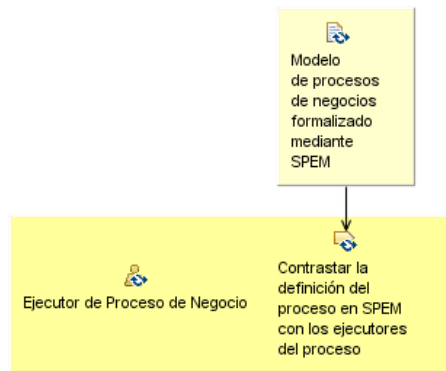 Modelo
de procesos
de negocios
formalizado
mediante
SPEM
Ejecutor de Proceso de Negocio
Contrastar la
definición del
proceso en SPEM
con los ejecutores
del proceso